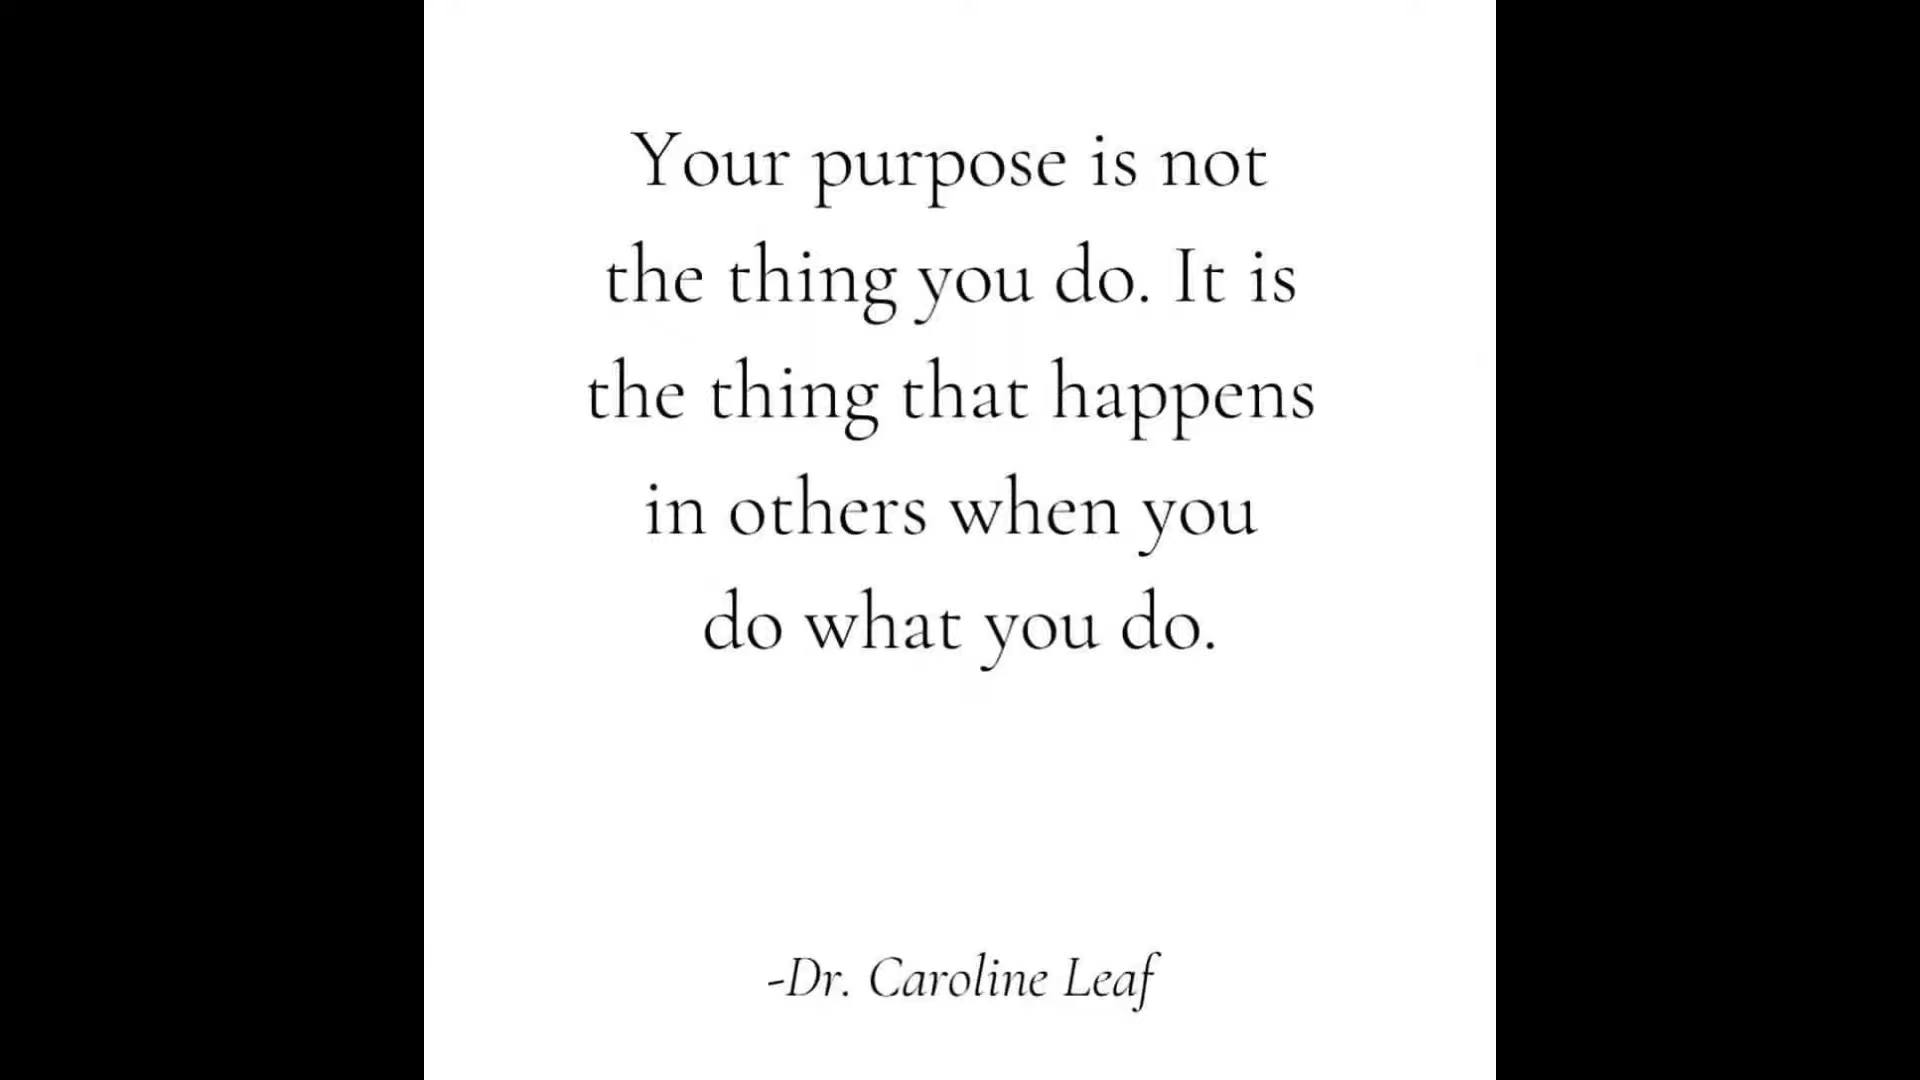 Your purpose is not
the thing you do. It is
the thing that happens
in others when you
do what you do.
-Dr. Caroline Leaf